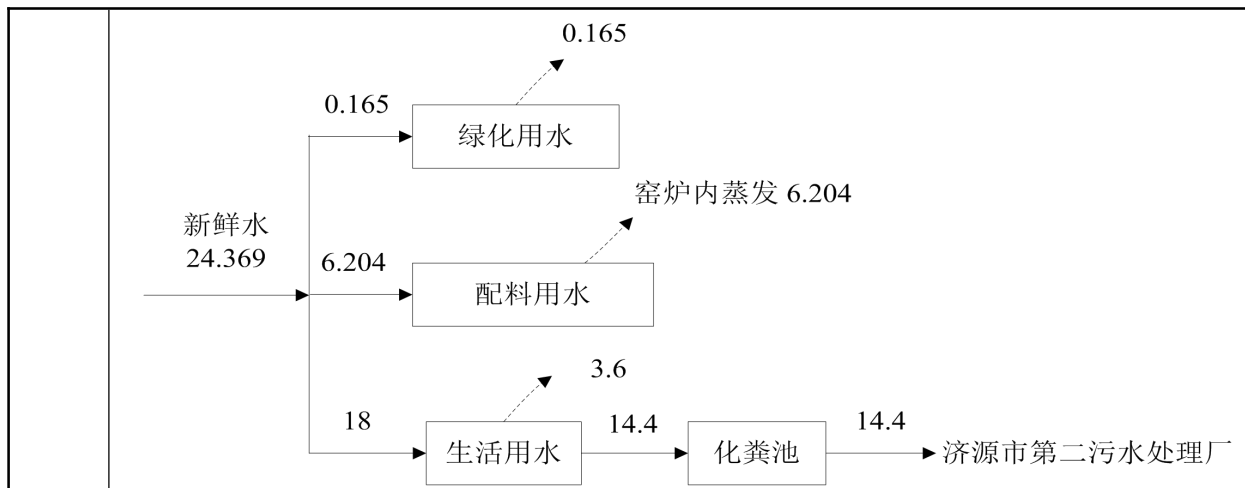 0.165
0.165
绿化用水
窑炉内蒸发 6.204
新鲜水
24.369
6.204
配料用水
3.6
18
生活用水
14.4
化粪池
14.4
济源市第二污水处理厂